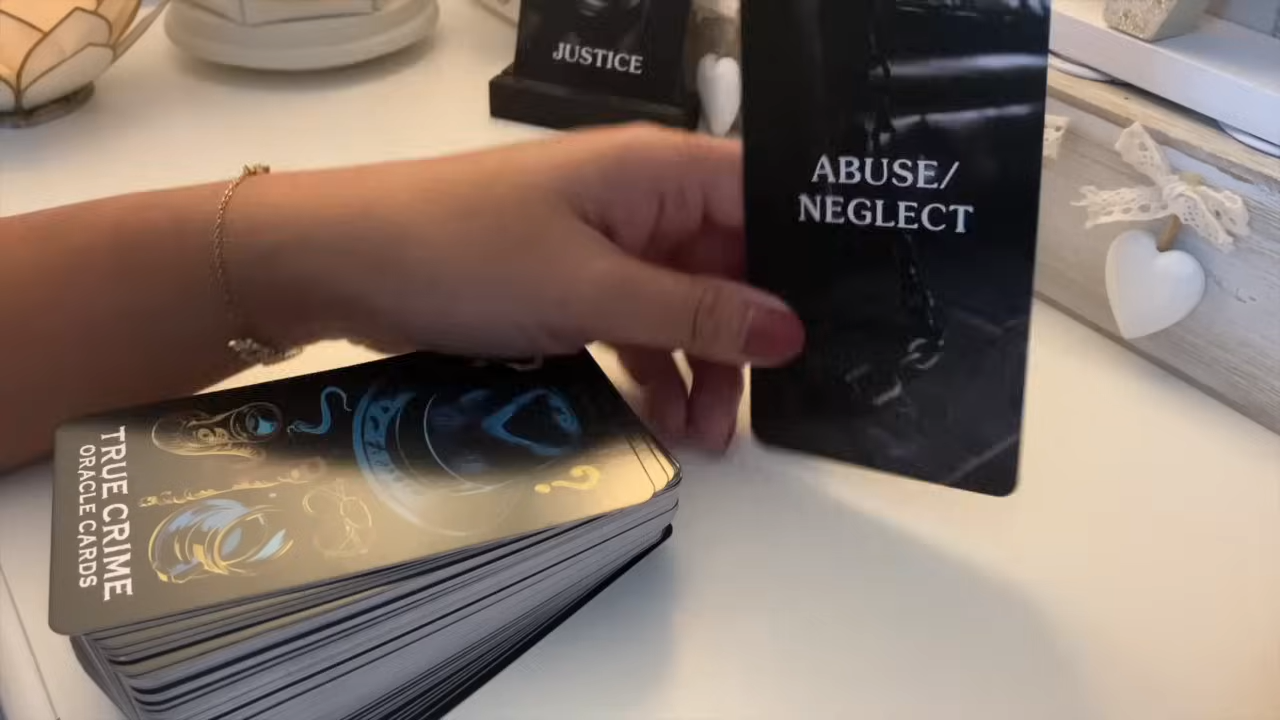 JUSTICE
ABUSE/
NEGLECT
TRUE CRIME
ORACLE CARDS
?